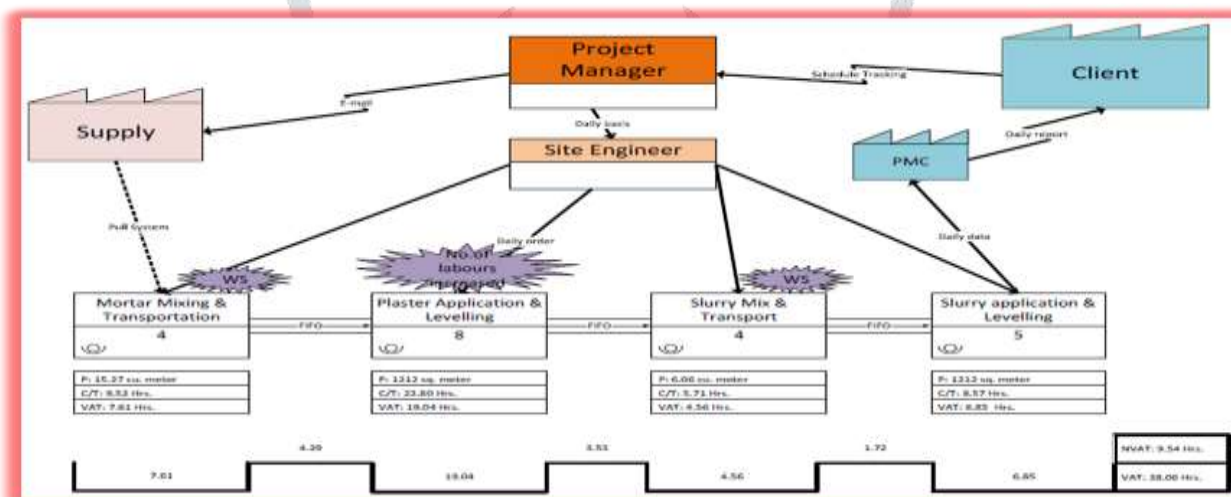 Project
Manager
Client
Schedule Tracking
E-mail
Supply
Daily basis
Site Engineer
PMC
Daily report
Pull System
Daily order
Daily data
WS
No.of
labours
increased
WS
Mortar Mixing &
Transportation
4
Plaster Application &
Levelling
8
Slurry Mix &
Transport
4
Slurry application &
Levelling
5
FIFO
FIFO
FIFO
P: 15.27 cu. meter
C/T: 9.52 Hrs.
VAT: 7.61 Hrs.
P: 1212 sq. meter
C/T: 23.80 Hrs.
VAT: 19.04 Hrs.
P: 6.06 cu. meter
C/T: 5.71 Hrs.
VAT: 4.56 Hrs.
P: 1212 sq. meter
C/T: 8.57 Hrs.
VAT: 6.85 Hrs.
4.29
3.53
1.72
NVAT: 9.54 Hrs.
7.61
19.04
4.56
6.85
VAT: 38.06 Hrs.